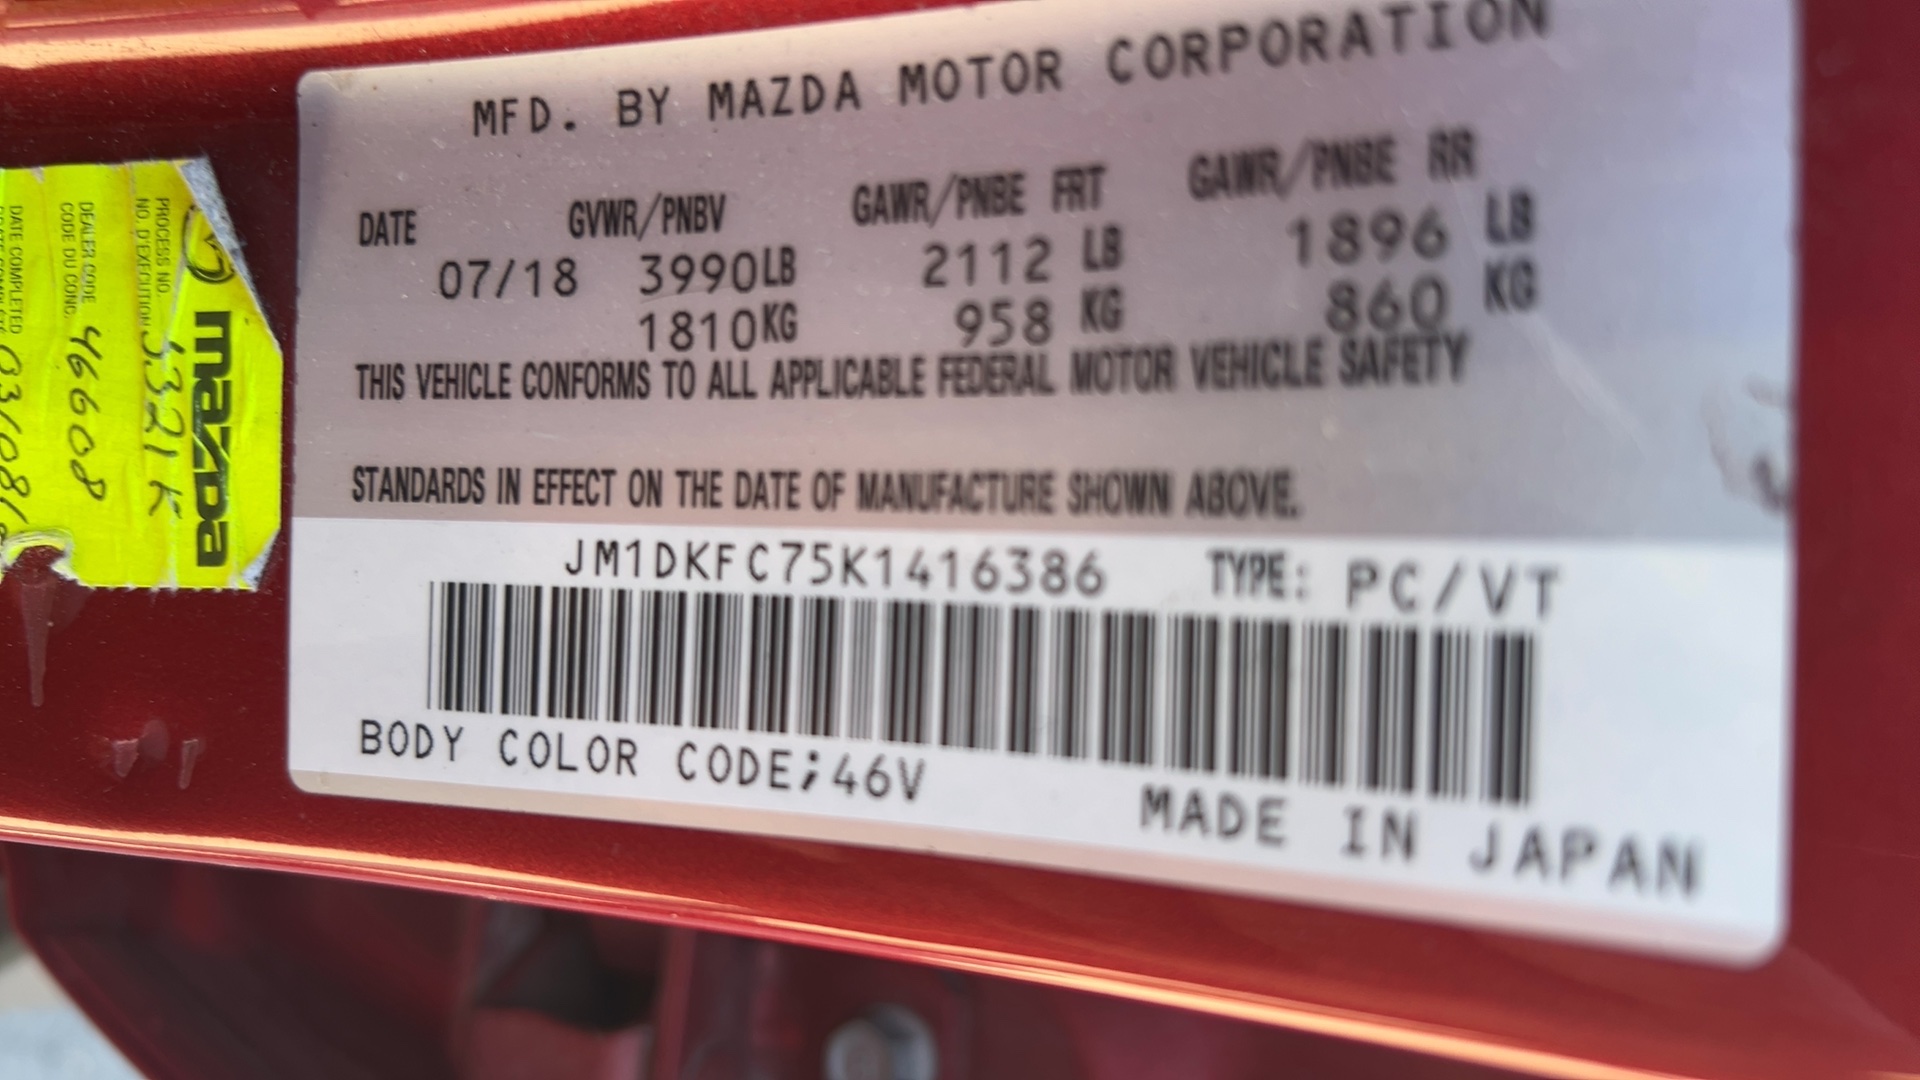 MFD. BY MAZDA MOTOR CORPORATION
DATE GVWR/PNBV GAWR/PNBE FRT GAWR/PNBE RR
07/18 3990LB 2112 LB 1896 LB
1810KG 958 KG 860 KG
THIS VEHICLE CONFORMS TO ALL APPLICABLE FEDERAL MOTOR VEHICLE SAFETY
STANDARDS IN EFFECT ON THE DATE OF MANUFACTURE SHOWN ABOVE.
JM1DKFC75K1416386 TYPE: PC/VT
BODY COLOR CODE;46V
MADE IN JAPAN
mazda
PROCESS NO.
NO. D'EXECUTION
DEALER CODE
CODE DU CONC. 46608
DATE COMPLETED